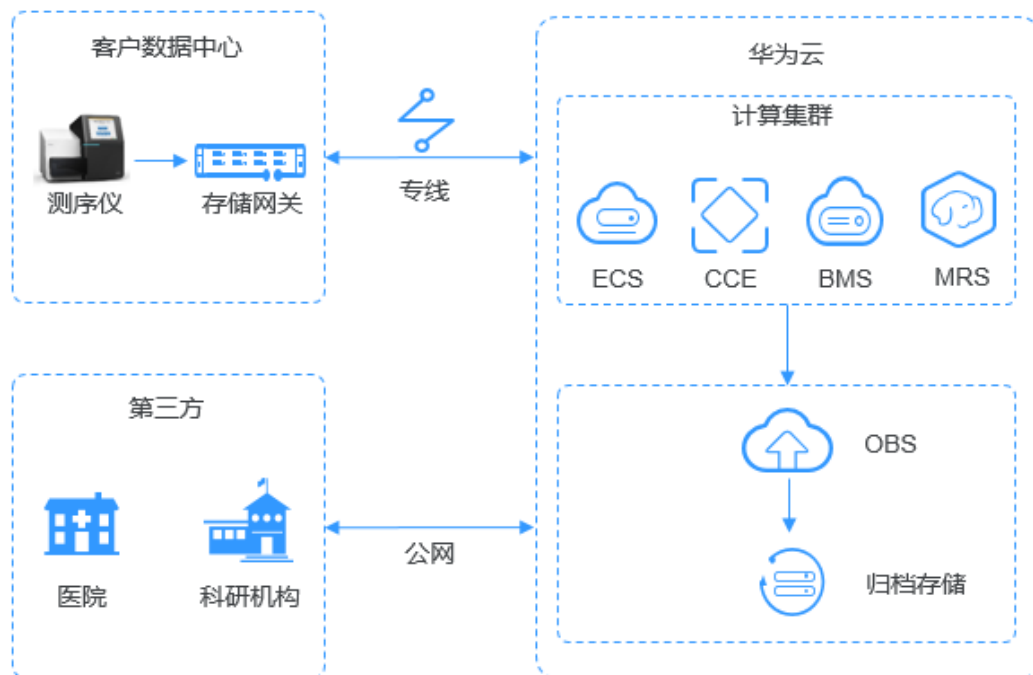 客户数据中心
测序仪
存储网关
专线
华为云
计算集群
ECS
CCE
BMS
MRS
第三方
医院
科研机构
公网
OBS
归档存储